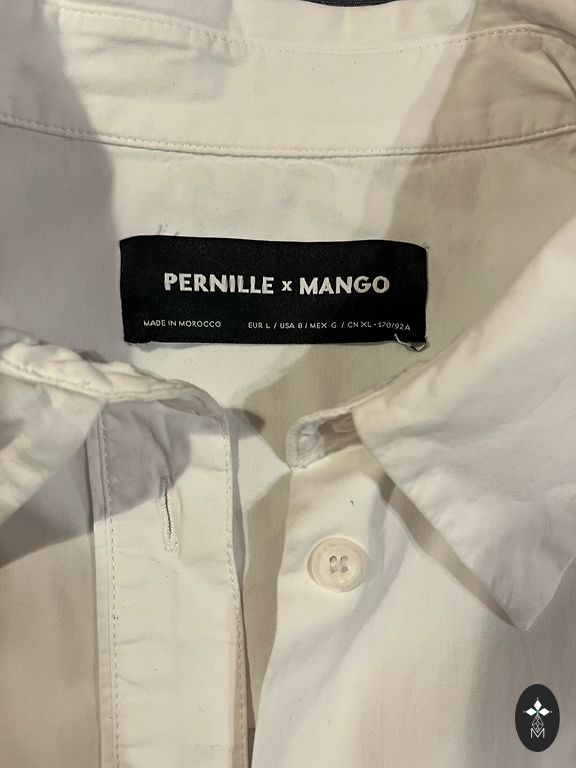 PERNILLE x MANGO
MADE IN MOROCCO EUR L / USA 8 / MEX G / CN XL - 170/92A
M